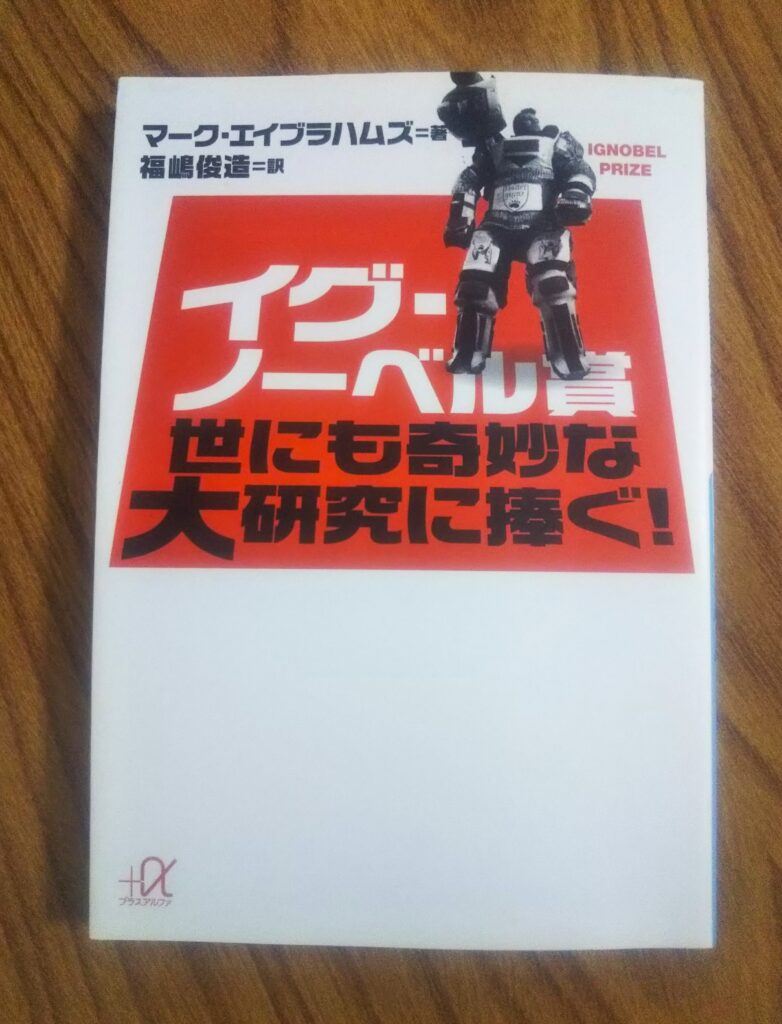 マーク・エイブラハムズ=著
福嶋俊造=訳
IGNOBEL
PRIZE
イグ・
ノーベル賞
世にも奇妙な
大研究に捧ぐ!
+α
プラスアルファ